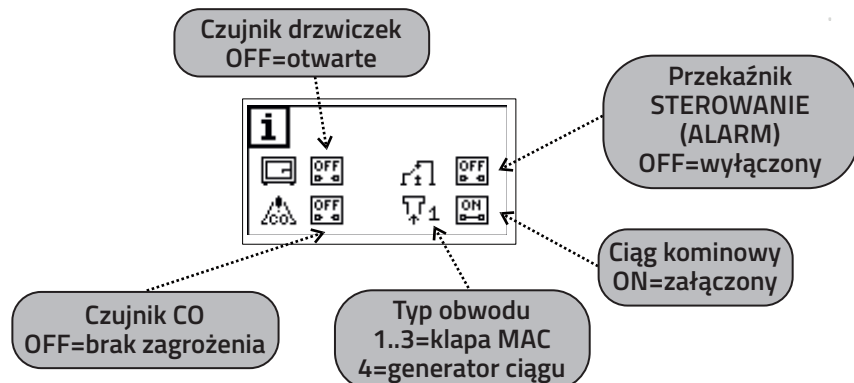 Czujnik drzwiczek
OFF=otwarte
Przekaźnik
STEROWANIE
(ALARM)
OFF=wyłączony
i
OFF
OFF
CO
OFF
1
ON
Ciąg kominowy
ON=załączony
Czujnik CO
OFF=brak zagrożenia
Typ obwodu
1..3=klapa MAC
4=generator ciągu